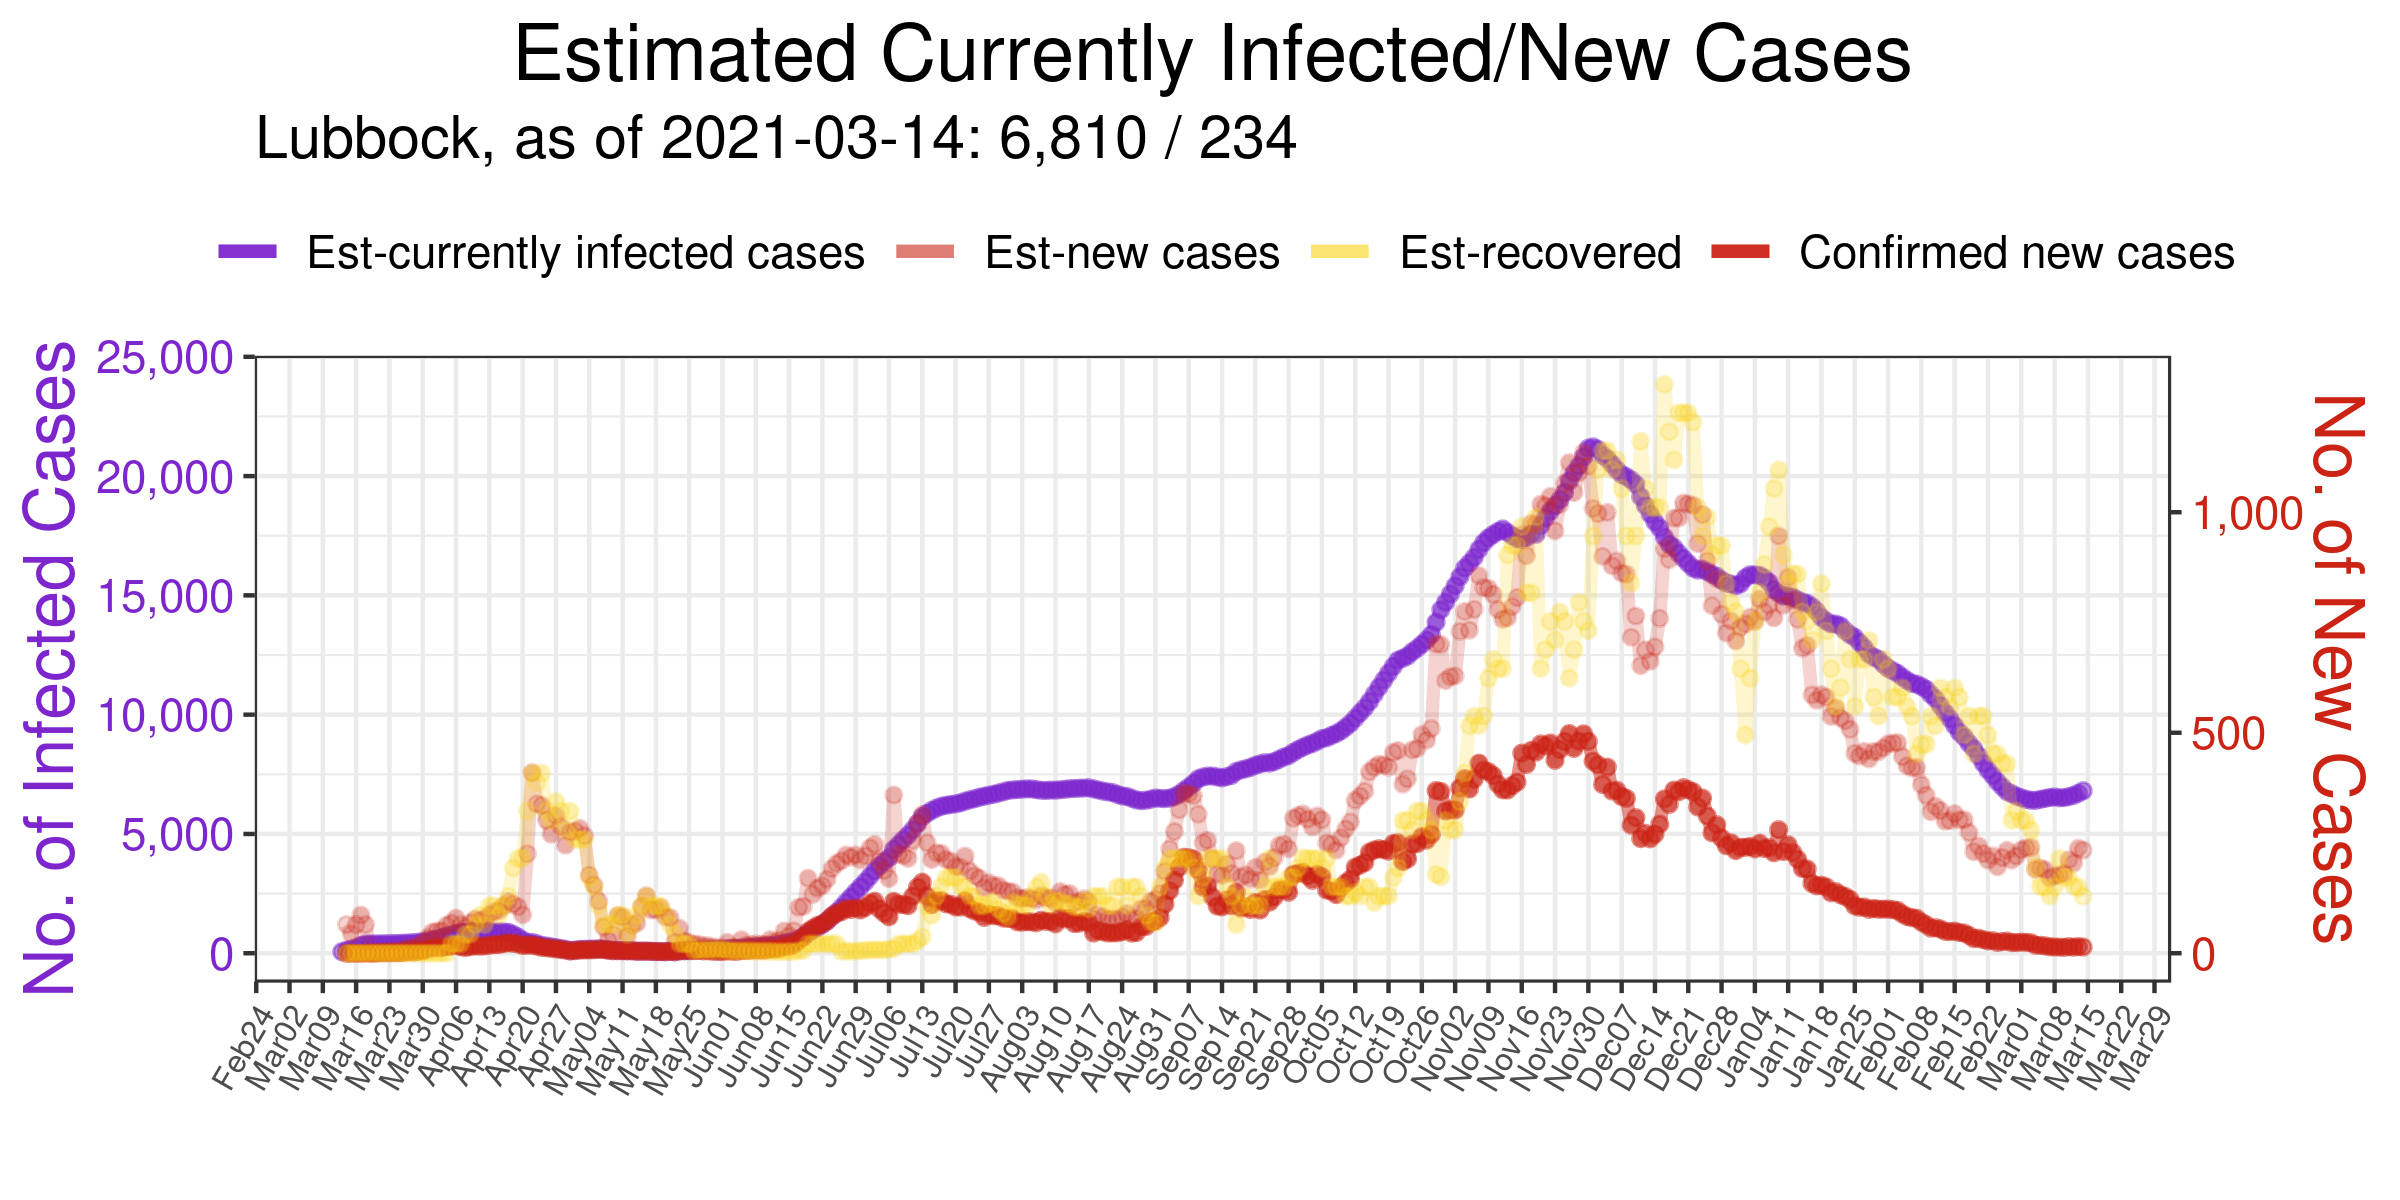 Estimated Currently Infected/New Cases
Lubbock, as of 2021-03-14: 6,810 / 234
Est-currently infected cases Est-new cases Est-recovered Confirmed new cases
No. of Infected Cases
25,000
20,000
15,000
10,000
5,000
0
No. of New Cases
1,000
500
0
Feb24 Mar02 Mar09 Mar16 Mar23 Mar30 Apr06 Apr13 Apr20 Apr27 May04 May11 May18 May25 Jun01 Jun08 Jun15 Jun22 Jun29 Jul06 Jul13 Jul20 Jul27 Aug03 Aug10 Aug17 Aug24 Aug31 Sep07 Sep14 Sep21 Sep28 Oct05 Oct12 Oct19 Oct26 Nov02 Nov09 Nov16 Nov23 Nov30 Dec07 Dec14 Dec21 Dec28 Jan04 Jan11 Jan18 Jan25 Feb01 Feb08 Feb15 Feb22 Mar01 Mar08 Mar15 Mar22 Mar29